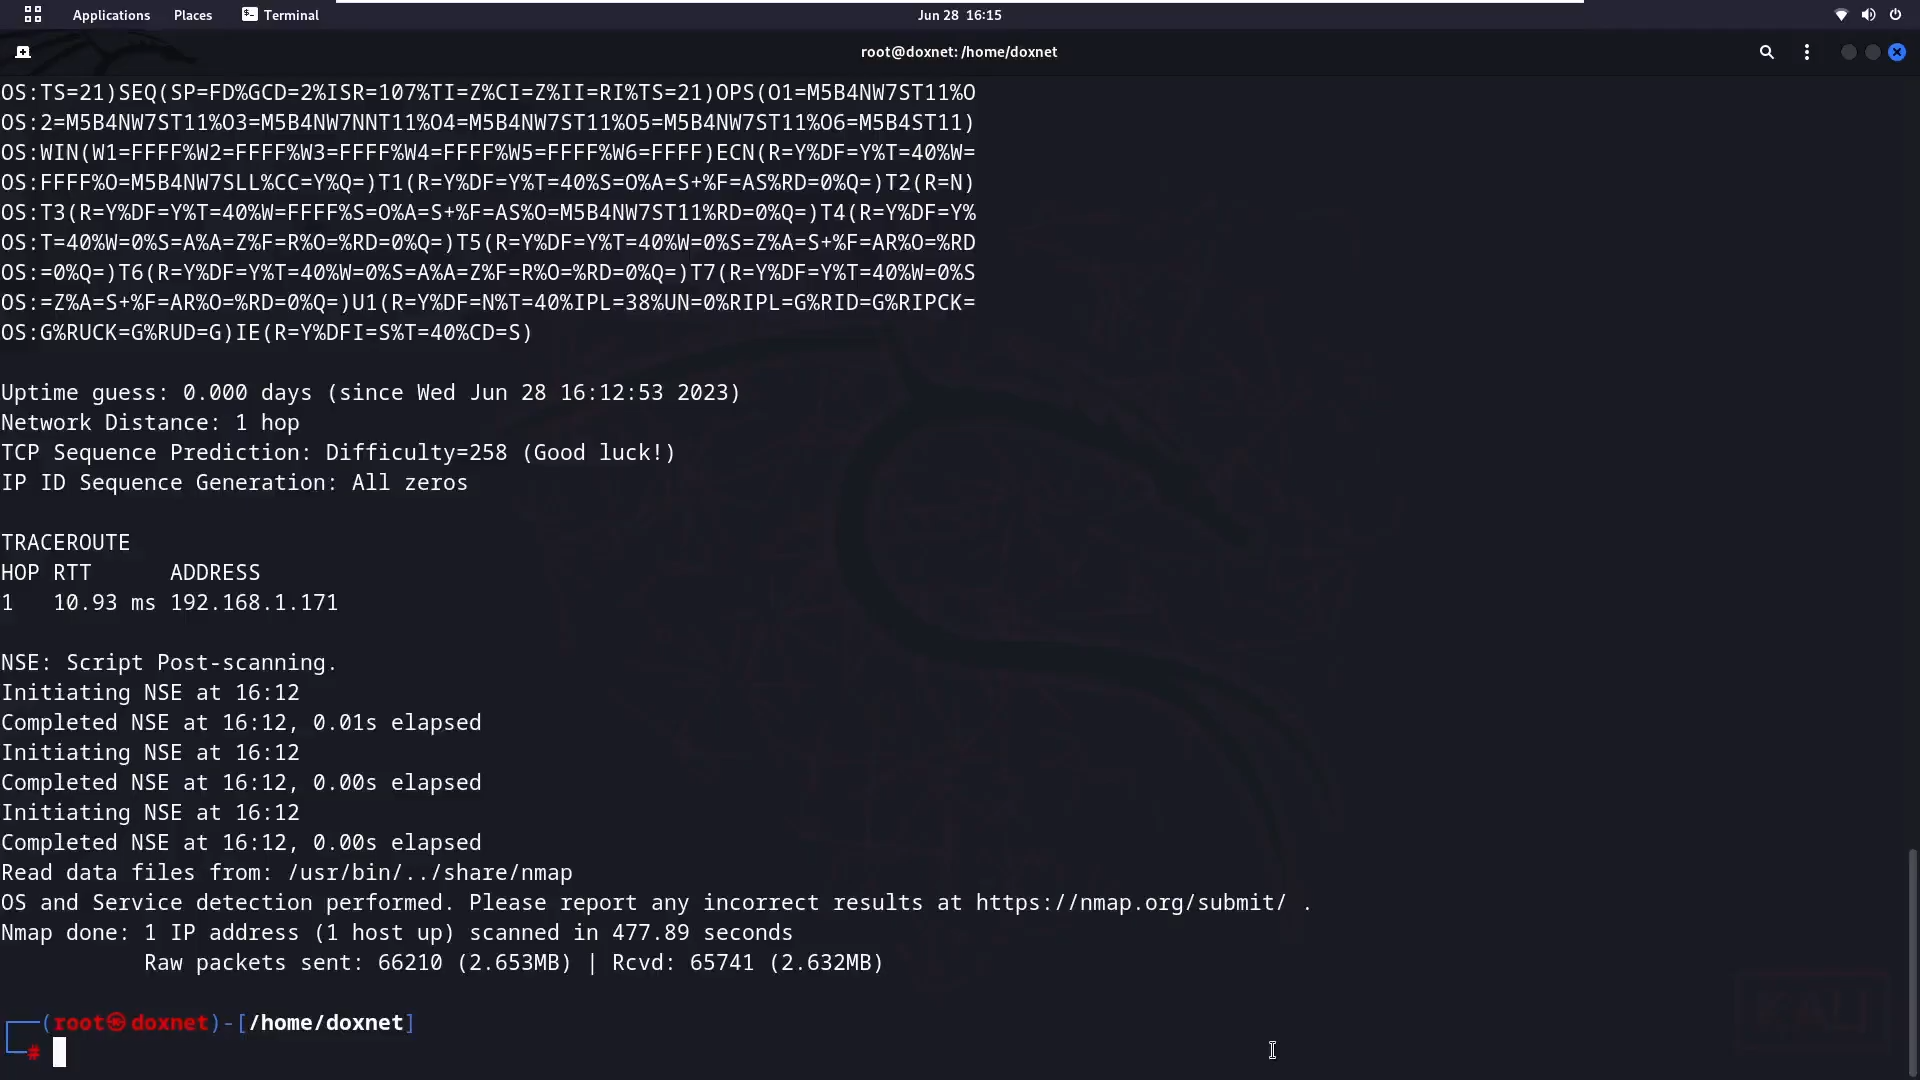 Applications Places Terminal Jun 28 16:15
root@doxnet: /home/doxnet
OS:TS=21)SEQ(SP=FD%GCD=2%ISR=107%TI=Z%CI=Z%II=RI%TS=21)OPS(O1=M5B4NW7ST11%O
OS:2=M5B4NW7ST11%O3=M5B4NW7NNT11%O4=M5B4NW7ST11%O5=M5B4NW7ST11%O6=M5B4ST11)
OS:WIN(W1=FFFF%W2=FFFF%W3=FFFF%W4=FFFF%W5=FFFF%W6=FFFF)ECN(R=Y%DF=Y%T=40%W=
OS:FFFF%O=M5B4NW7SLL%CC=Y%Q=)T1(R=Y%DF=Y%T=40%S=O%A=S+%F=AS%RD=0%Q=)T2(R=N)
OS:T3(R=Y%DF=Y%T=40%W=FFFF%S=O%A=S+%F=AS%O=M5B4NW7ST11%RD=0%Q=)T4(R=Y%DF=Y%
OS:T=40%W=0%S=A%A=Z%F=R%O=%RD=0%Q=)T5(R=Y%DF=Y%T=40%W=0%S=Z%A=S+%F=AR%O=%RD
OS:=0%Q=)T6(R=Y%DF=Y%T=40%W=0%S=A%A=Z%F=R%O=%RD=0%Q=)T7(R=Y%DF=Y%T=40%W=0%S
OS:=Z%A=S+%F=AR%O=%RD=0%Q=)U1(R=Y%DF=N%T=40%IPL=38%UN=0%RIPL=G%RID=G%RIPCK=
OS:G%RUCK=G%RUD=G)IE(R=Y%DFI=S%T=40%CD=S)
Uptime guess: 0.000 days (since Wed Jun 28 16:12:53 2023)
Network Distance: 1 hop
TCP Sequence Prediction: Difficulty=258 (Good luck!)
IP ID Sequence Generation: All zeros
TRACEROUTE
HOP RTT ADDRESS
1 10.93 ms 192.168.1.171
NSE: Script Post-scanning.
Initiating NSE at 16:12
Completed NSE at 16:12, 0.01s elapsed
Initiating NSE at 16:12
Completed NSE at 16:12, 0.00s elapsed
Initiating NSE at 16:12
Completed NSE at 16:12, 0.00s elapsed
Read data files from: /usr/bin/../share/nmap
OS and Service detection performed. Please report any incorrect results at https://nmap.org/submit/ .
Nmap done: 1 IP address (1 host up) scanned in 477.89 seconds
Raw packets sent: 66210 (2.653MB) | Rcvd: 65741 (2.632MB)
┌──(root㉿doxnet)-[/home/doxnet]
└─#
KALI